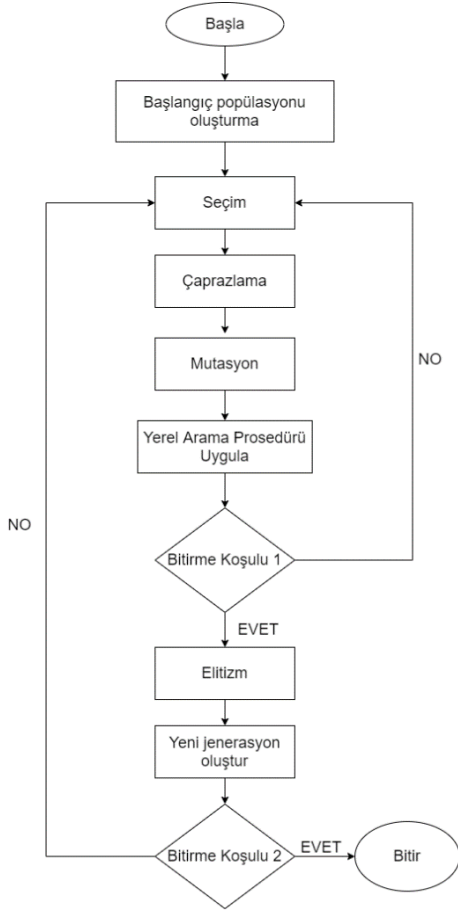 Başla
Başlangıç popülasyonu
oluşturma
Seçim
Çaprazlama
Mutasyon
NO
Yerel Arama Prosedürü
Uygula
NO
Bitirme Koşulu 1
EVET
Elitizm
Yeni jenerasyon
oluştur
Bitirme Koşulu 2
EVET
Bitir